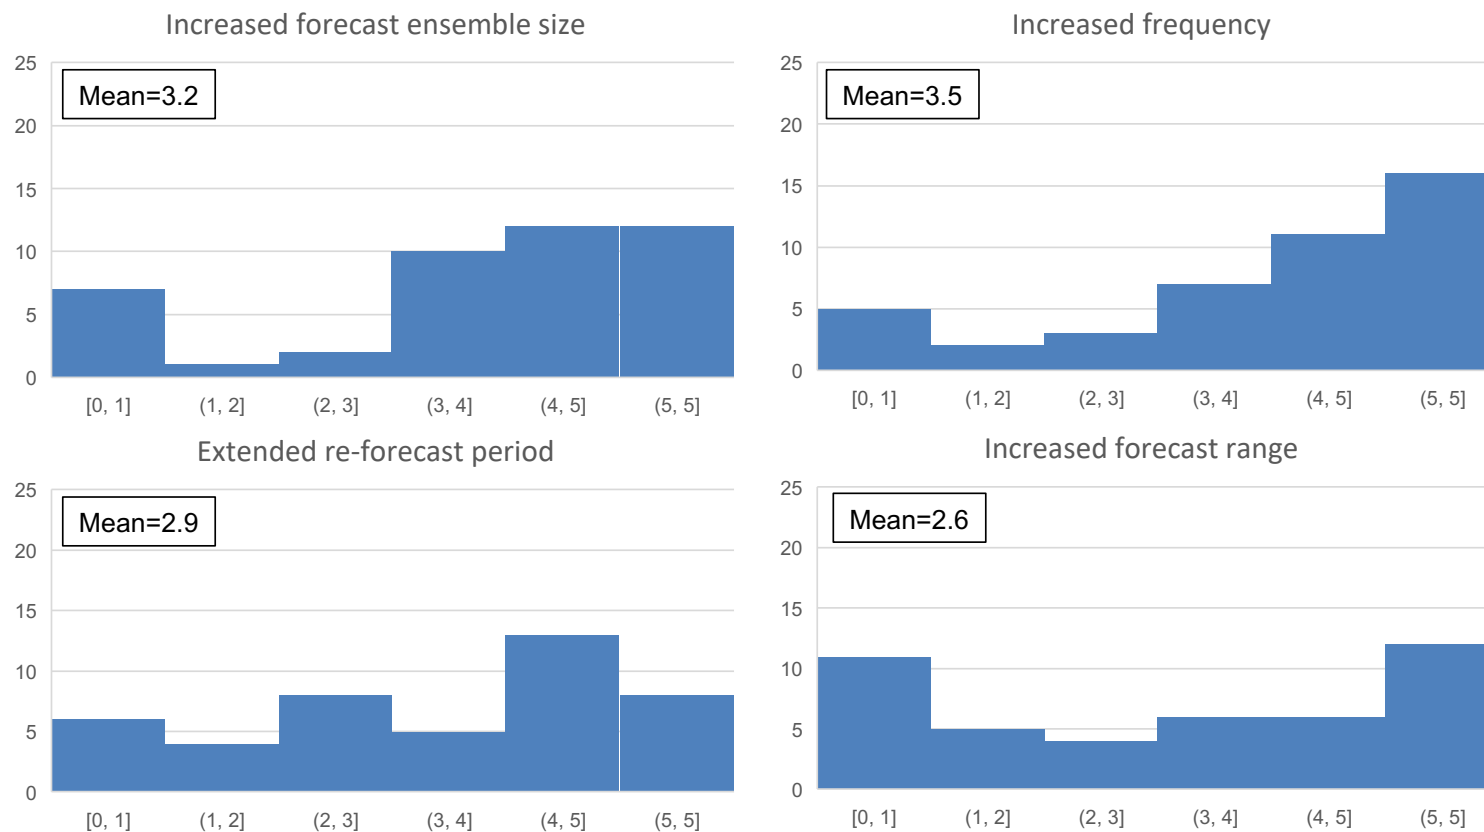 Increased forecast ensemble size
25
Mean=3.2
20
15
10
5
0
[0, 1] (1, 2] (2, 3] (3, 4] (4, 5] (5, 5]
Increased frequency
25
Mean=3.5
20
15
10
5
0
[0, 1] (1, 2] (2, 3] (3, 4] (4, 5] (5, 5]
Extended re-forecast period
25
Mean=2.9
20
15
10
5
0
[0, 1] (1, 2] (2, 3] (3, 4] (4, 5] (5, 5]
Increased forecast range
25
Mean=2.6
20
15
10
5
0
[0, 1] (1, 2] (2, 3] (3, 4] (4, 5] (5, 5]